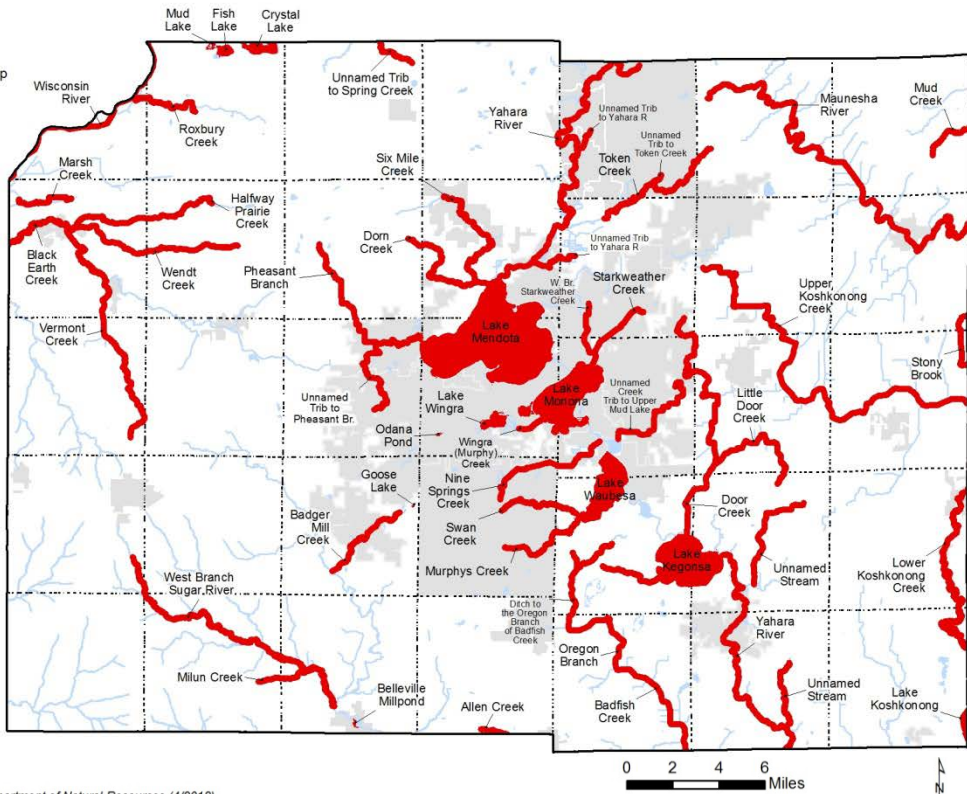 Mud
Lake
Fish
Lake
Crystal
Lake
Wisconsin
River
Roxbury
Creek
Unnamed Trib
to Spring Creek
Yahara
River
Unnamed Trib
to Yahara R
Unnamed Trib
to Token Creek
Token
Creek
Maunesha
River
Mud
Creek
Marsh
Creek
Six Mile
Creek
Halfway
Prairie
Creek
Dorn
Creek
Black
Earth
Creek
Wendt
Creek
Pheasant
Branch
Unnamed Trib
to Yahara R
W. Br.
Starkweather
Creek
Starkweather
Creek
Upper
Koshkonong
Creek
Vermont
Creek
Lake
Mendota
Stony
Brook
Unnamed
Trib to
Pheasant Br.
Lake
Wingra
Lake
Monona
Unnamed
Creek
Trib to Upper
Mud Lake
Little
Door
Creek
Odana
Pond
Wingra
(Murphy)
Creek
Goose
Lake
Nine
Springs
Creek
Lake
Waubesa
Door
Creek
Badger
Mill
Creek
Swan
Creek
Murphys Creek
Lake
Kegonsa
Unnamed
Stream
Lower
Koshkonong
Creek
West Branch
Sugar River
Ditch to
the Oregon
Branch
of Badfish
Creek
Oregon
Branch
Yahara
River
Milun Creek
Belleville
Millpond
Allen Creek
Badfish
Creek
Unnamed
Stream
Lake
Koshkonong
0 2 4 6
Miles
N